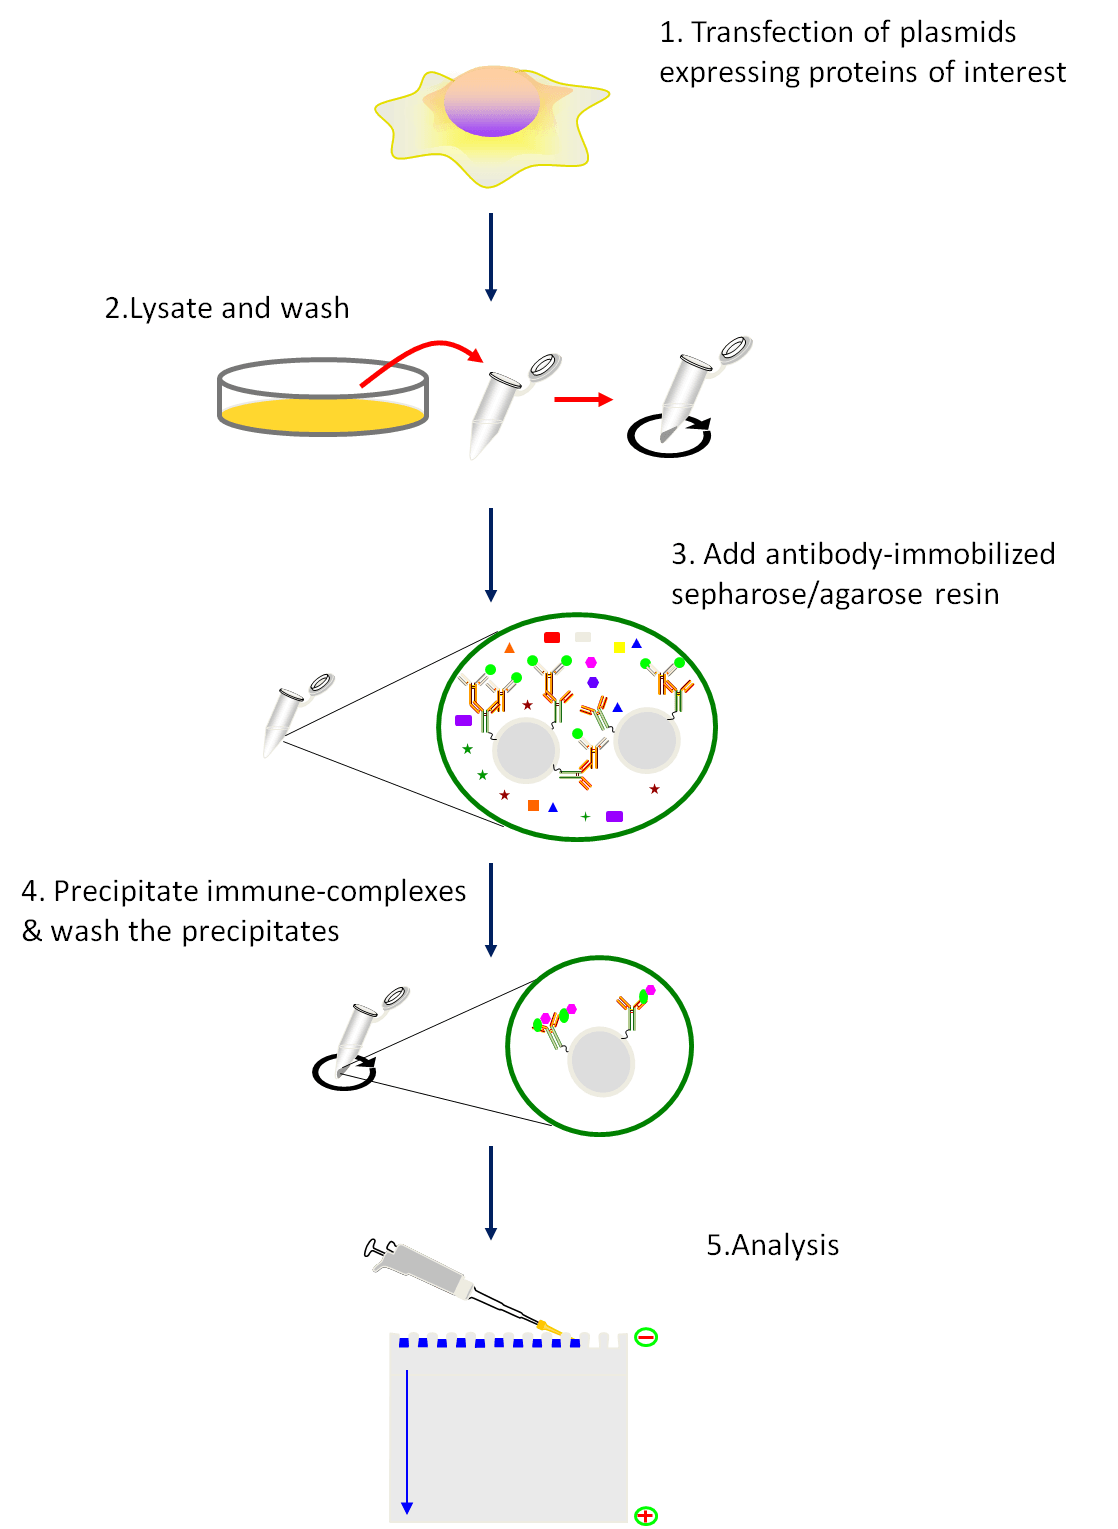 1. Transfection of plasmids
expressing proteins of interest
2.Lysate and wash
3. Add antibody-immobilized
sepharose/agarose resin
4. Precipitate immune-complexes
& wash the precipitates
5.Analysis
−
+